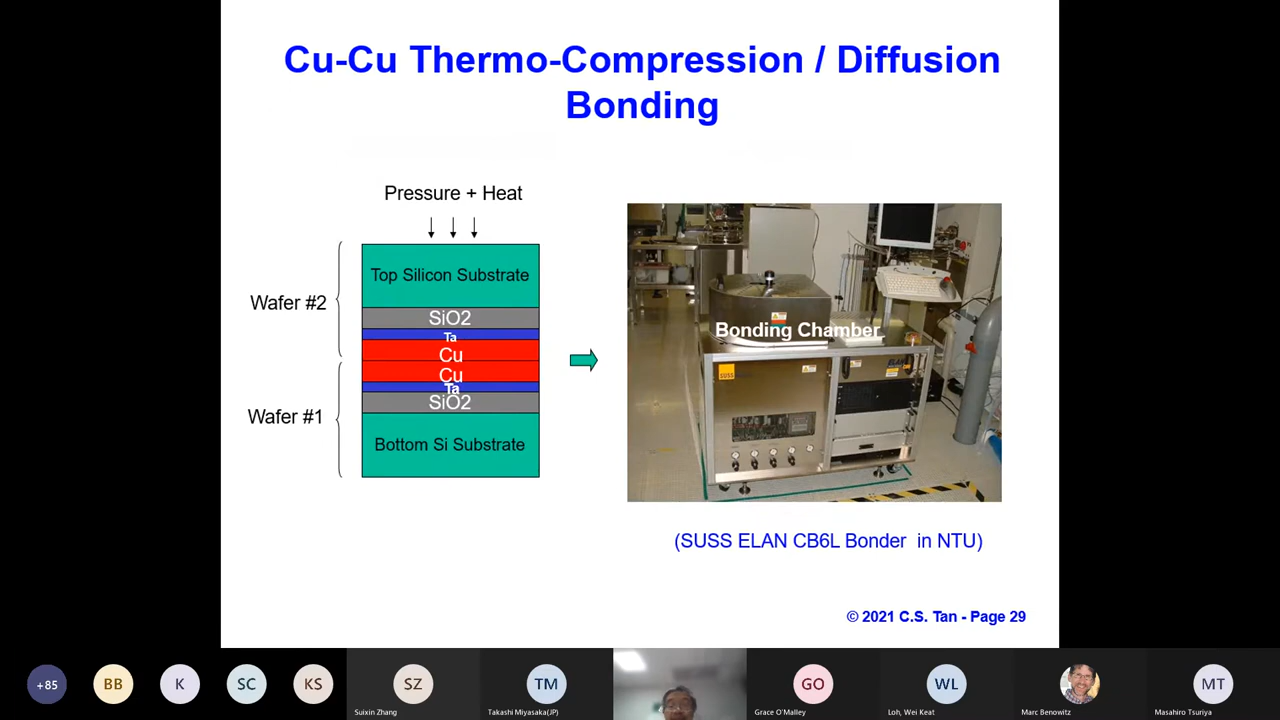 Cu-Cu Thermo-Compression / Diffusion
Bonding
Pressure + Heat
Wafer #2
Top Silicon Substrate
SiO2
Ta
Cu
Cu
Ta
SiO2
Wafer #1
Bottom Si Substrate
Bonding Chamber
SUSS
ELAN
(SUSS ELAN CB6L Bonder in NTU)
© 2021 C.S. Tan - Page 29
+85
BB
K
SC
KS
SZ
Suixin Zhang
TM
Takashi Miyasaka(JP)
GO
Grace O'Malley
WL
Loh, Wei Keat
Marc Benowitz
MT
Masahiro Tsuriya